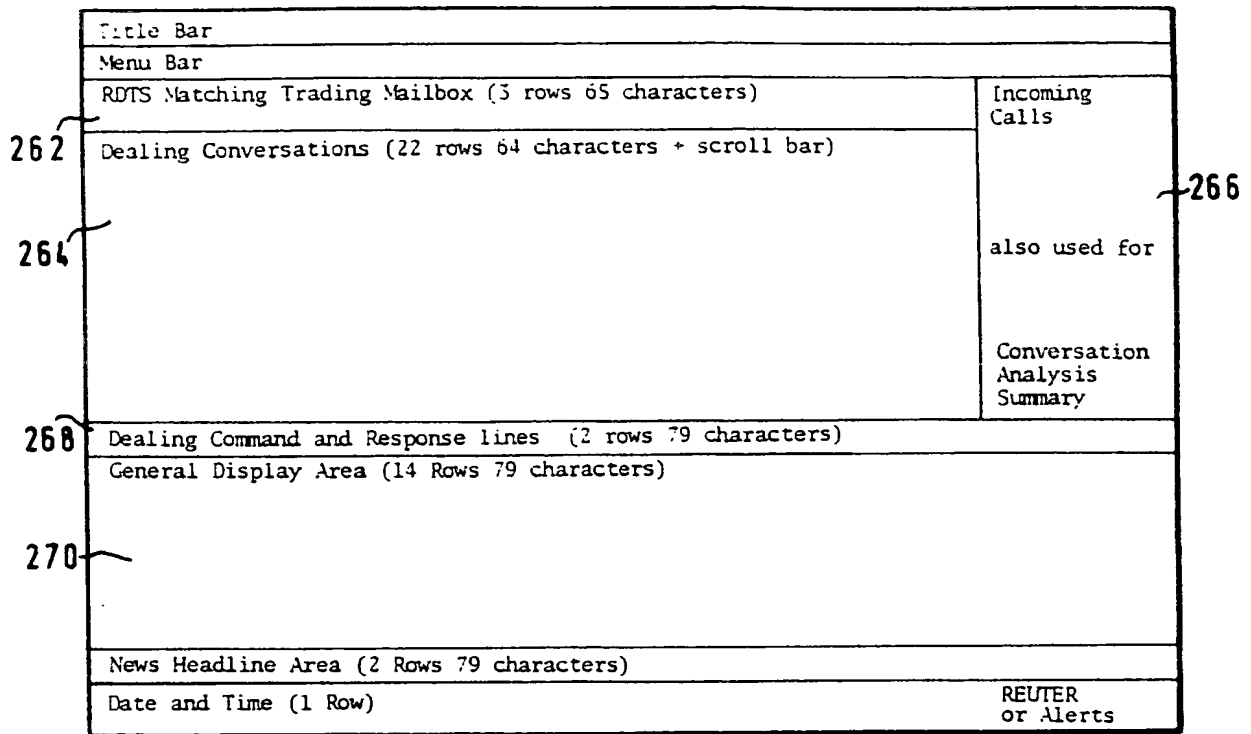 Title Bar
Menu Bar
RDTS Matching Trading Mailbox (3 rows 65 characters)
Incoming
Calls
262
Dealing Conversations (22 rows 64 characters + scroll bar)
266
264
also used for
Conversation
Analysis
Summary
268
Dealing Command and Response lines (2 rows 79 characters)
General Display Area (14 Rows 79 characters)
270
News Headline Area (2 Rows 79 characters)
Date and Time (1 Row)
REUTER
or Alerts